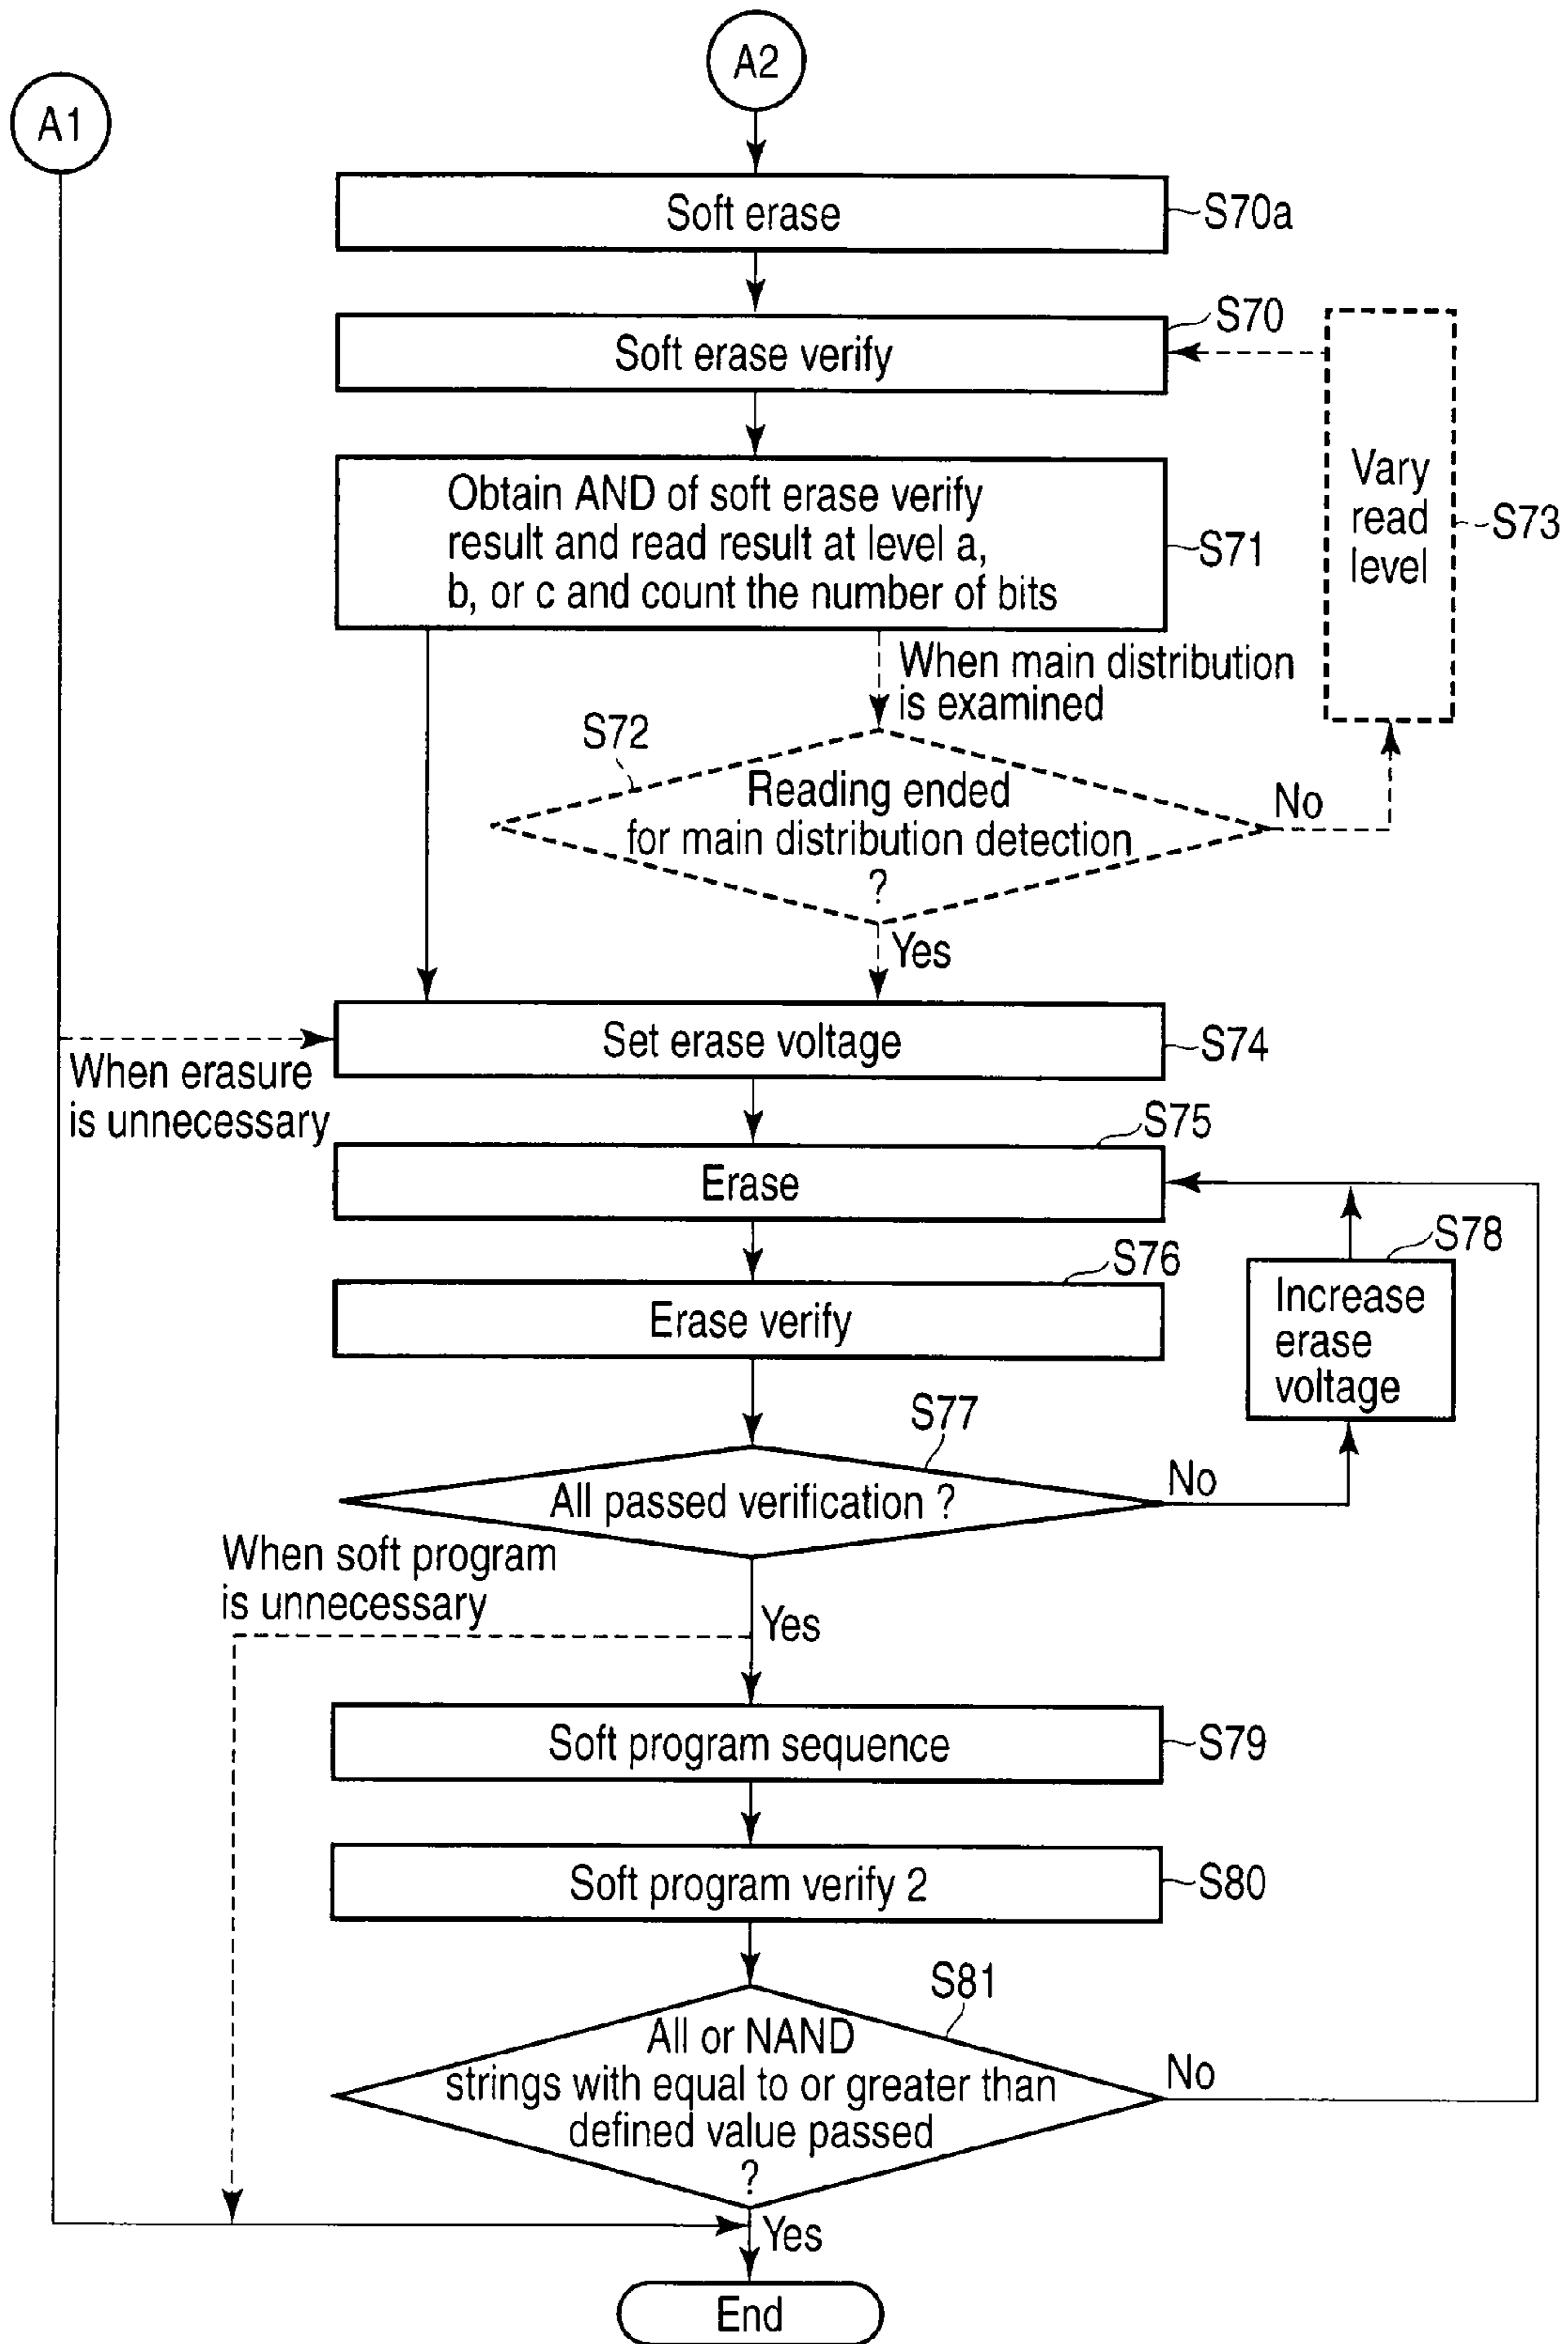 A2
A1
Soft erase
S70a
Soft erase verify
S70
Obtain AND of soft erase verify
result and read result at level a,
b, or c and count the number of bits
S71
Vary
read
level
S73
When main distribution
is examined
S72
Reading ended
for main distribution detection
?
No
Yes
Set erase voltage
S74
When erasure
is unnecessary
Erase
S75
Erase verify
S76
Increase
erase
voltage
S78
All passed verification ?
S77
No
When soft program
is unnecessary
Yes
Soft program sequence
S79
Soft program verify 2
S80
All or NAND
strings with equal to or greater than
defined value passed
?
S81
No
Yes
End